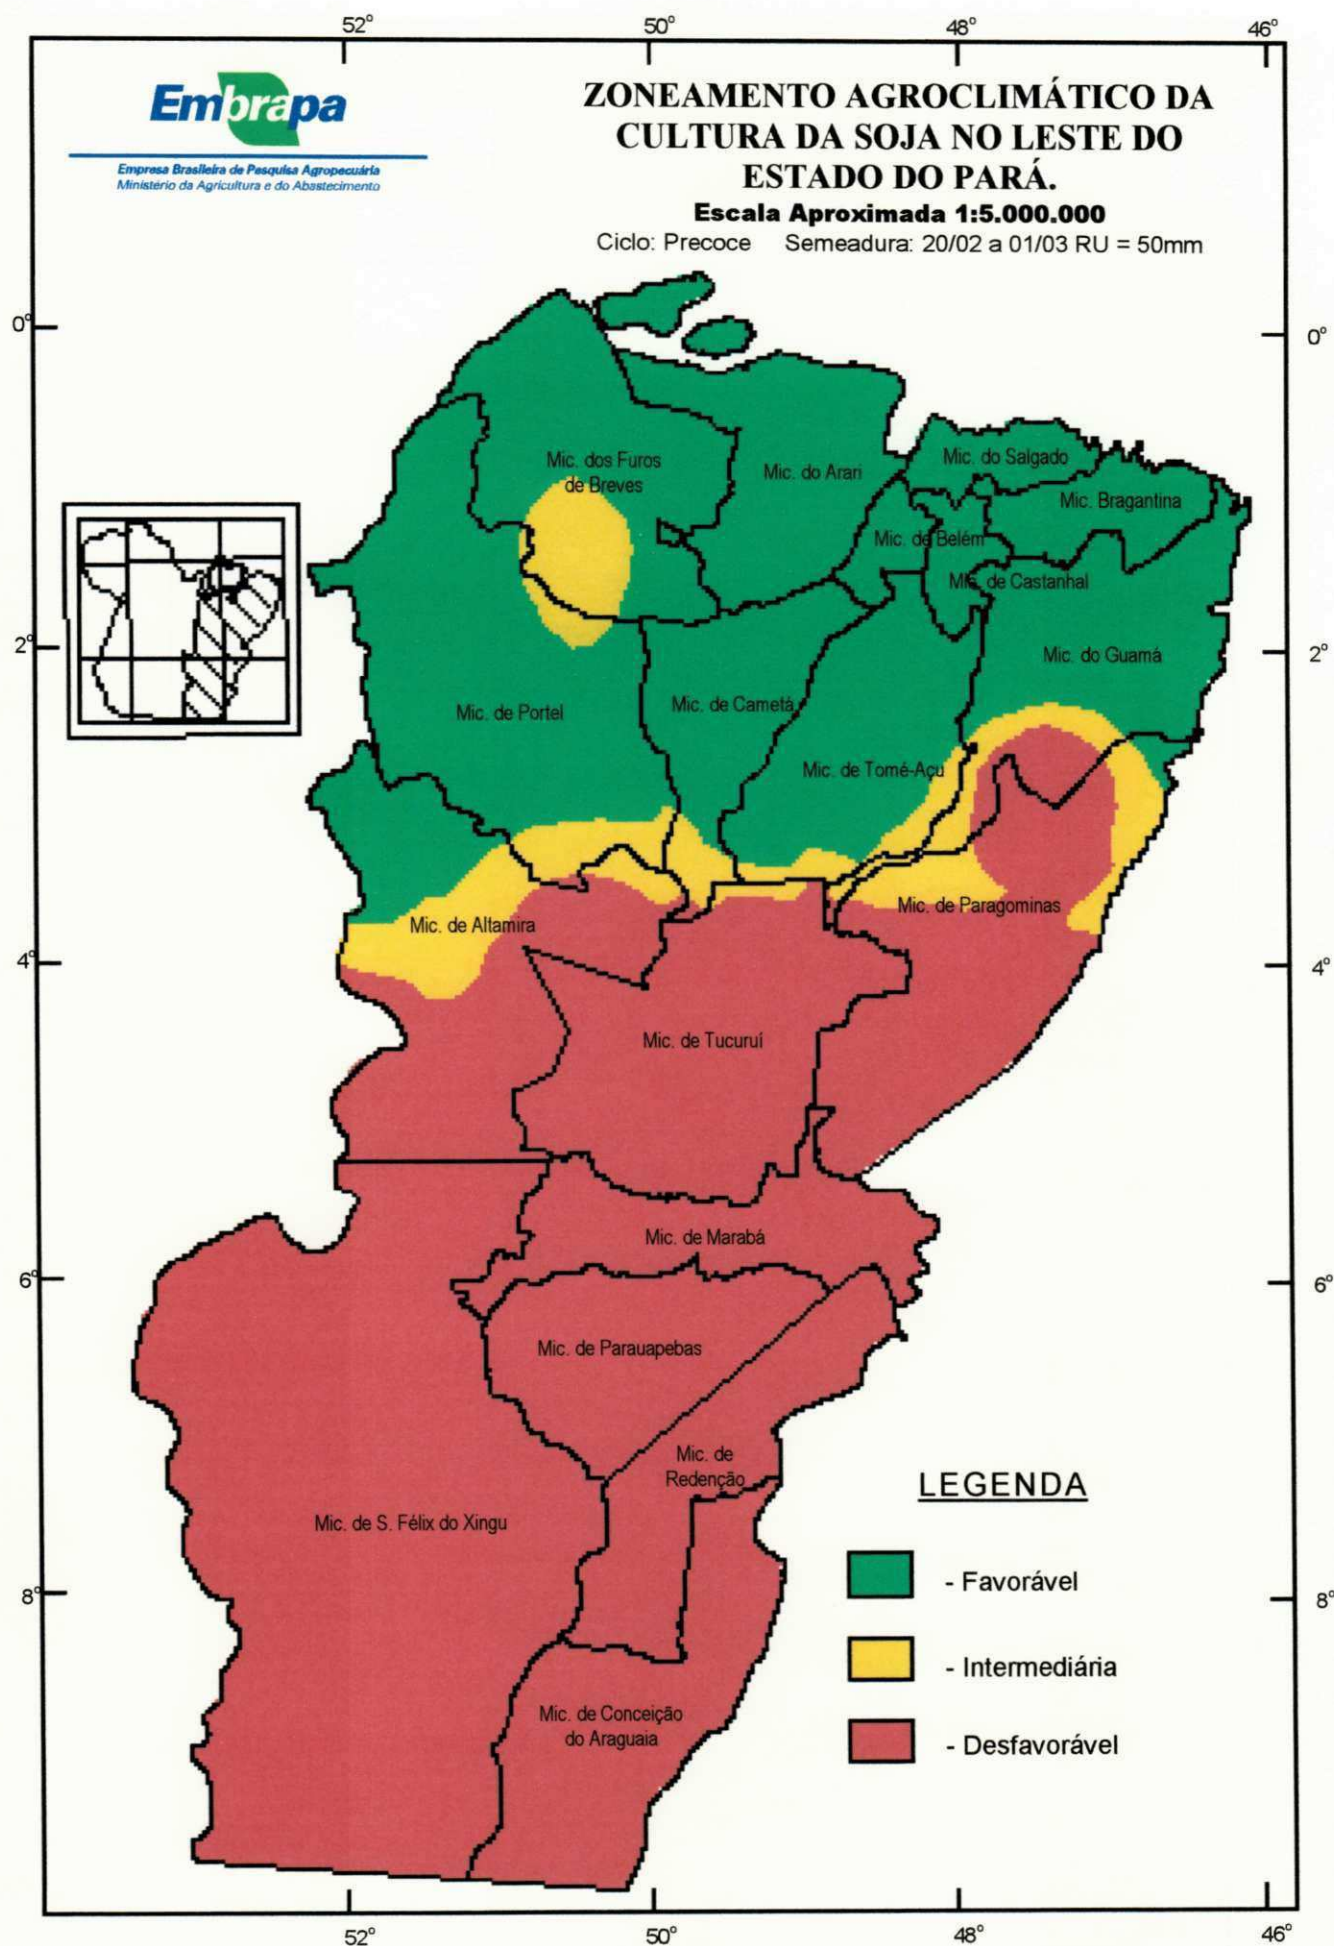 52°
50°
48°
46°
Embrapa
Empresa Brasileira de Pesquisa Agropecuária
Ministério da Agricultura e do Abastecimento
ZONEAMENTO AGROCLIMÁTICO DA
CULTURA DA SOJA NO LESTE DO
ESTADO DO PARÁ.
Escala Aproximada 1:5.000.000
Ciclo: Precoce Semeadura: 20/02 a 01/03 RU = 50mm
0°
0°
Mic. dos Furos
de Breves
Mic. do Arari
Mic. do Salgado
Mic. Bragantina
Mic. de Belém
Mic. de Castanhal
2°
Mic. do Guamá
2°
Mic. de Portel
Mic. de Cametá
Mic. de Tomé-Açu
Mic. de Altamira
Mic. de Paragominas
4°
4°
Mic. de Tucuruí
Mic. de Marabá
6°
6°
Mic. de Parauapebas
Mic. de
Redenção
Mic. de S. Félix do Xingu
LEGENDA
- Favorável
8°
8°
- Intermediária
Mic. de Conceição
do Araguaia
- Desfavorável
52°
50°
48°
46°